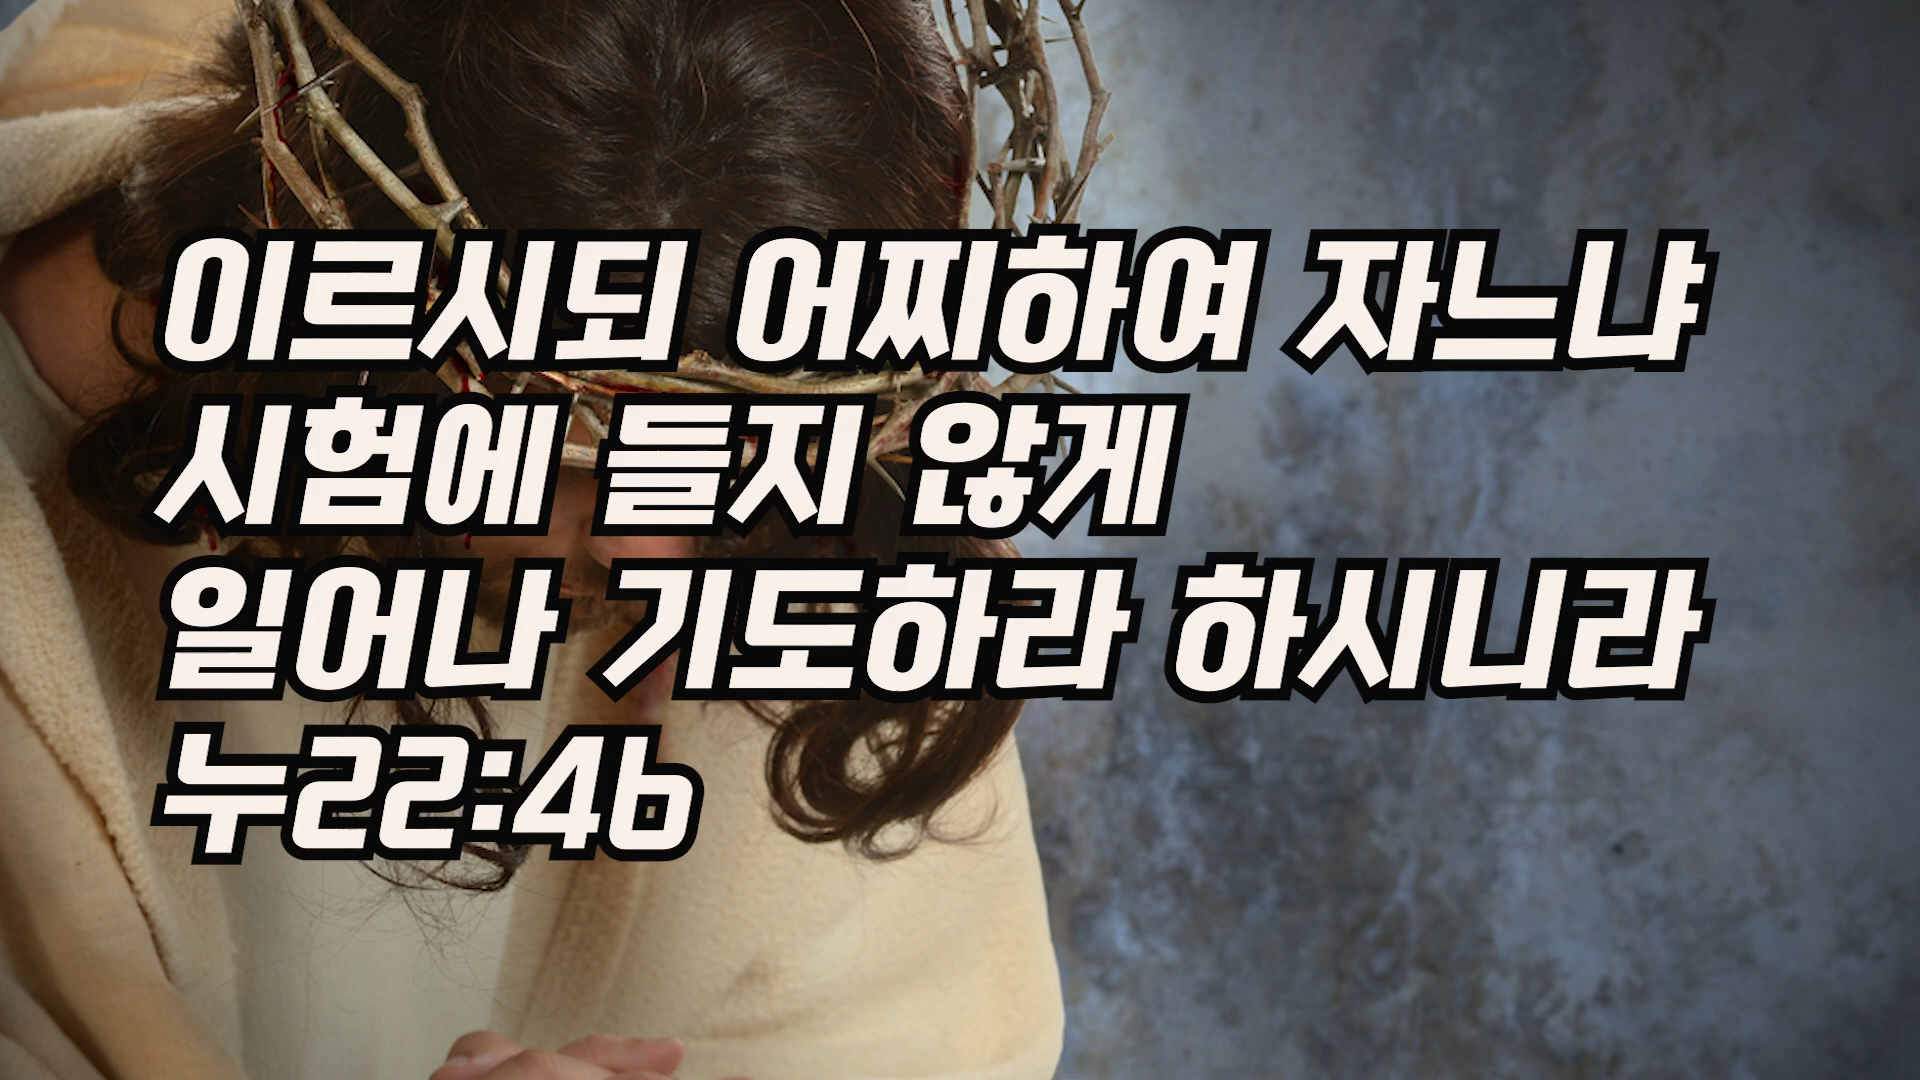 이르시되 어찌하여 자느냐
시험에 들지 않게
일어나 기도하라 하시니라
누22:46